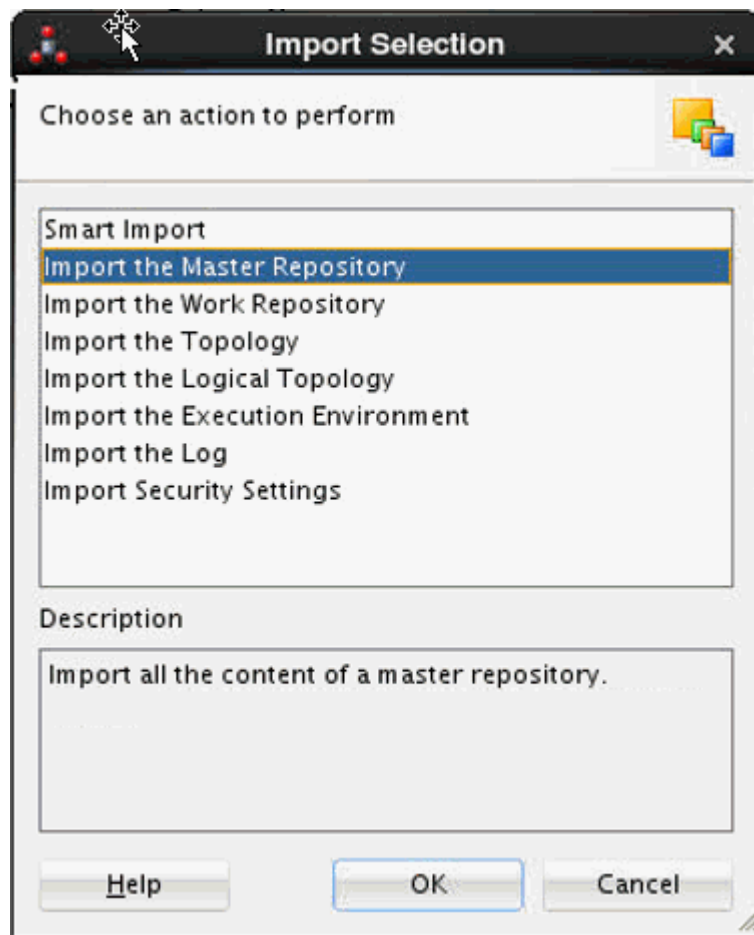 Import Selection
Choose an action to perform
Smart Import
Import the Master Repository
Import the Work Repository
Import the Topology
Import the Logical Topology
Import the Execution Environment
Import the Log
Import Security Settings
Description
Import all the content of a master repository.
Help
OK
Cancel